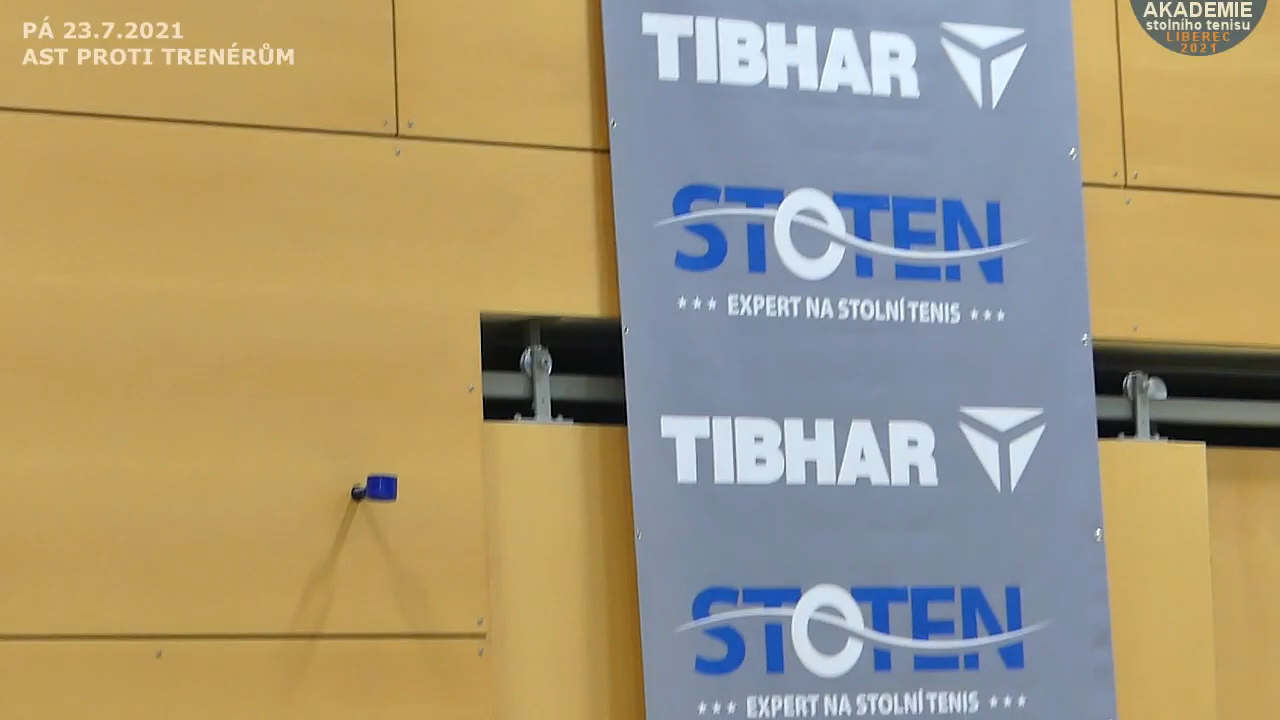 PÁ 23.7.2021
AST PROTI TRENÉRŮM
AKADEMIE
stolního tenisu
LIBEREC
2021
TIBHAR
STOTEN
*** EXPERT NA STOLNÍ TENIS ***
TIBHAR
STOTEN
*** EXPERT NA STOLNÍ TENIS ***